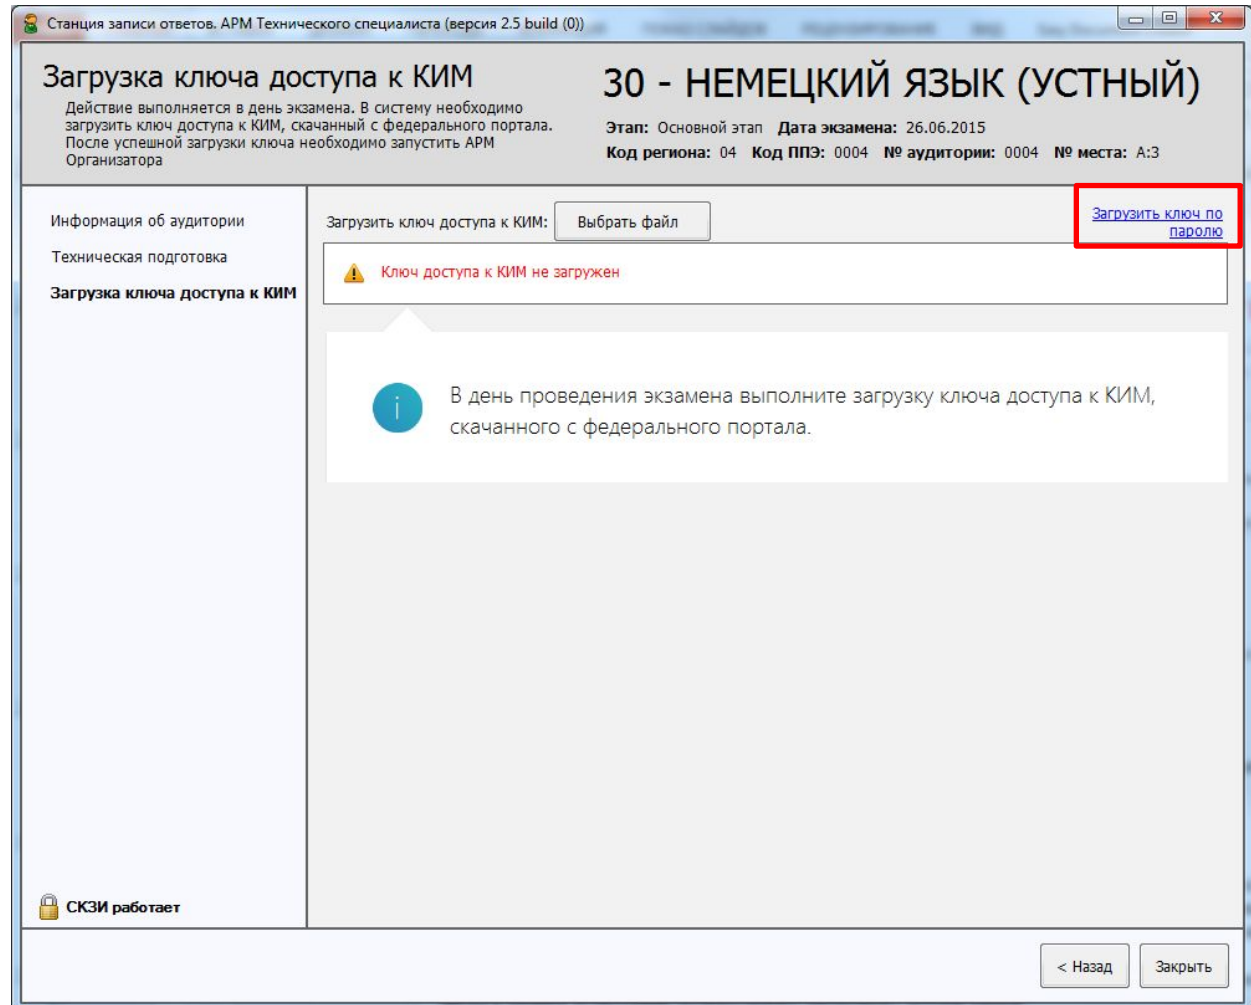 Станция записи ответов. АРМ Технического специалиста (версия 2.5 build (0))
Загрузка ключа доступа к КИМ
Действие выполняется в день экзамена. В систему необходимо
загрузить ключ доступа к КИМ, скачанный с федерального портала.
После успешной загрузки ключа необходимо запустить АРМ
Организатора
30 - НЕМЕЦКИЙ ЯЗЫК (УСТНЫЙ)
Этап: Основной этап Дата экзамена: 26.06.2015
Код региона: 04 Код ППЭ: 0004 № аудитории: 0004 № места: А:3
Информация об аудитории
Техническая подготовка
Загрузка ключа доступа к КИМ
Загрузить ключ доступа к КИМ: Выбрать файл
Загрузить ключ по
паролю
Ключ доступа к КИМ не загружен
В день проведения экзамена выполните загрузку ключа доступа к КИМ,
скачанного с федерального портала.
СКЗИ работает
< Назад Закрыть